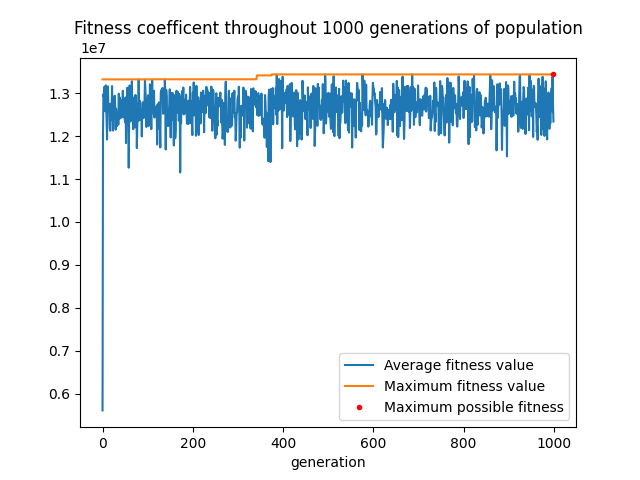 Fitness coefficent throughout 1000 generations of population
1e7
1.3
1.2
1.1
1.0
0.9
0.8
0.7
0.6
Average fitness value
Maximum fitness value
Maximum possible fitness
0 200 400 600 800 1000
generation